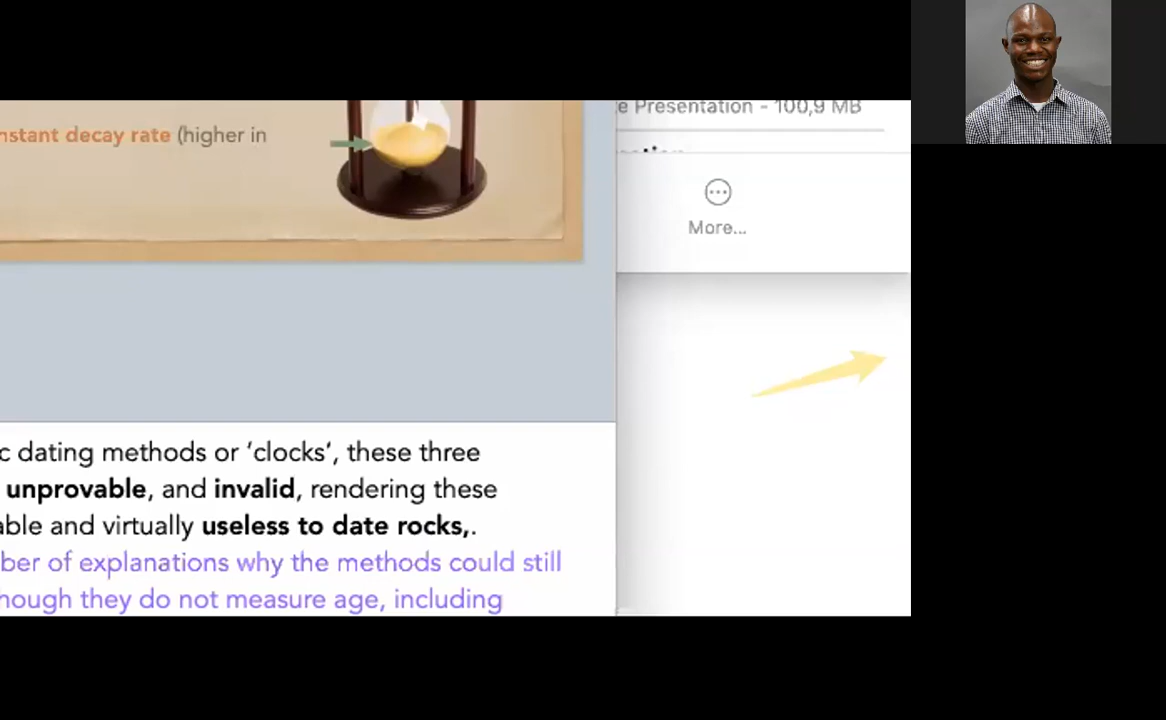 nstant decay rate (higher in
e Presentation - 100,9 MB
More...
c dating methods or ‘clocks’, these three
unprovable, and invalid, rendering these
able and virtually useless to date rocks,.
ber of explanations why the methods could still
hough they do not measure age, including